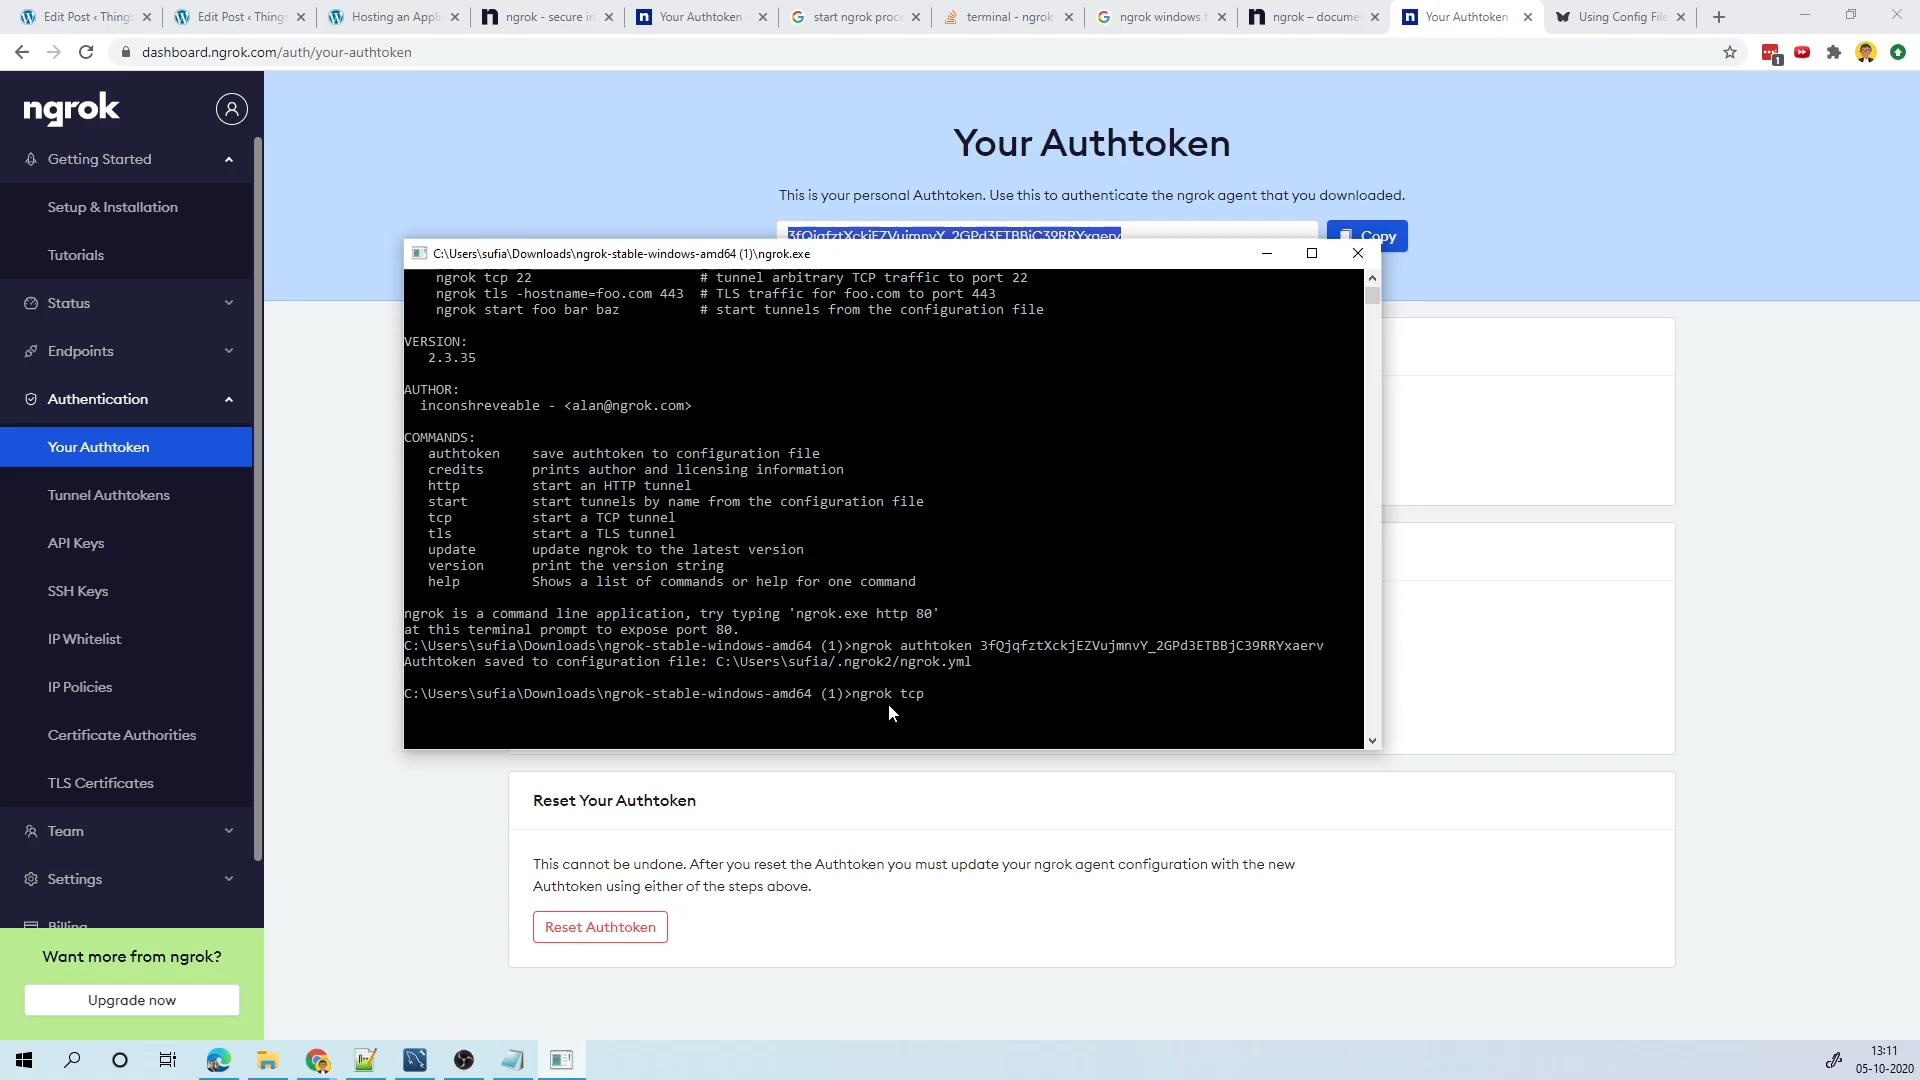 Edit Post ‹ Things
Edit Post ‹ Things
Hosting an Appli
ngrok - secure in
Your Authtoken -
start ngrok proc
terminal - ngrok
ngrok windows t
ngrok – docume
Your Authtoken -
Using Config File
dashboard.ngrok.com/auth/your-authtoken
1
ngrok
Getting Started
Setup & Installation
Tutorials
Status
Endpoints
Authentication
Your Authtoken
Tunnel Authtokens
API Keys
SSH Keys
IP Whitelist
IP Policies
Certificate Authorities
TLS Certificates
Team
Settings
Billing
Want more from ngrok?
Upgrade now
Your Authtoken
This is your personal Authtoken. Use this to authenticate the ngrok agent that you downloaded.
3fQjqfztXckjEZVujmnvY_2GPd3ETBBjC39RRYxaerv
Copy
C:\Users\sufia\Downloads\ngrok-stable-windows-amd64 (1)\ngrok.exe
ngrok tcp 22 # tunnel arbitrary TCP traffic to port 22
ngrok tls -hostname=foo.com 443 # TLS traffic for foo.com to port 443
ngrok start foo bar baz # start tunnels from the configuration file
VERSION:
2.3.35
AUTHOR:
inconshreveable - <alan@ngrok.com>
COMMANDS:
authtoken save authtoken to configuration file
credits prints author and licensing information
http start an HTTP tunnel
start start tunnels by name from the configuration file
tcp start a TCP tunnel
tls start a TLS tunnel
update update ngrok to the latest version
version print the version string
help Shows a list of commands or help for one command
ngrok is a command line application, try typing 'ngrok.exe http 80'
at this terminal prompt to expose port 80.
C:\Users\sufia\Downloads\ngrok-stable-windows-amd64 (1)>ngrok authtoken 3fQjqfztXckjEZVujmnvY_2GPd3ETBBjC39RRYxaerv
Authtoken saved to configuration file: C:\Users\sufia/.ngrok2/ngrok.yml
C:\Users\sufia\Downloads\ngrok-stable-windows-amd64 (1)>ngrok tcp
Reset Your Authtoken
This cannot be undone. After you reset the Authtoken you must update your ngrok agent configuration with the new
Authtoken using either of the steps above.
Reset Authtoken
13:11
05-10-2020